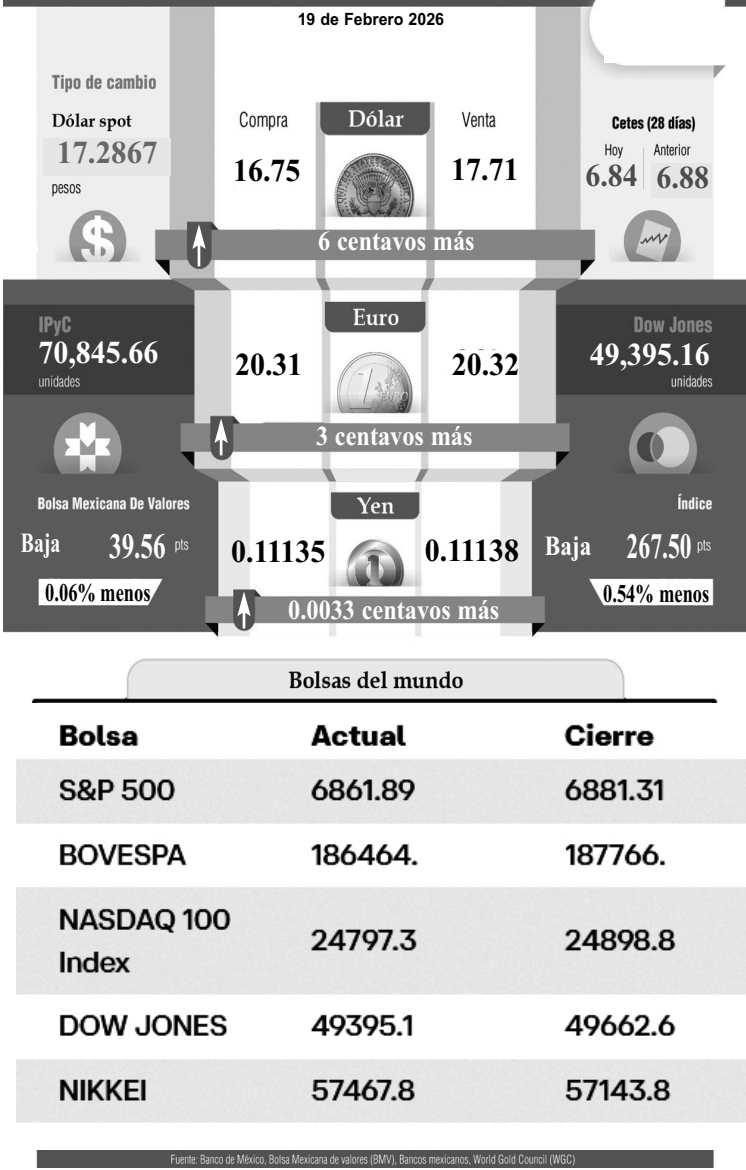 19 de Febrero 2026
Tipo de cambio
Dólar spot
17.2867
pesos
Compra
Dólar
Venta
16.75
17.71
6 centavos más
Cetes (28 días)
Hoy
Anterior
6.84
6.88
IPyC
70,845.66
unidades
Euro
20.31
20.32
3 centavos más
Dow Jones
49,395.16
unidades
Bolsa Mexicana De Valores
Baja 39.56 pts
0.06% menos
Yen
0.11135
0.11138
0.0033 centavos más
Índice
Baja 267.50 pts
0.54% menos
Bolsas del mundo
Bolsa Actual Cierre
S&P 500 6861.89 6881.31
BOVESPA 186464. 187766.
NASDAQ 100
Index
24797.3 24898.8
DOW JONES 49395.1 49662.6
NIKKEI 57467.8 57143.8
Fuente: Banco de México, Bolsa Mexicana de valores (BMV), Bancos mexicanos, World Gold Council (WGC)